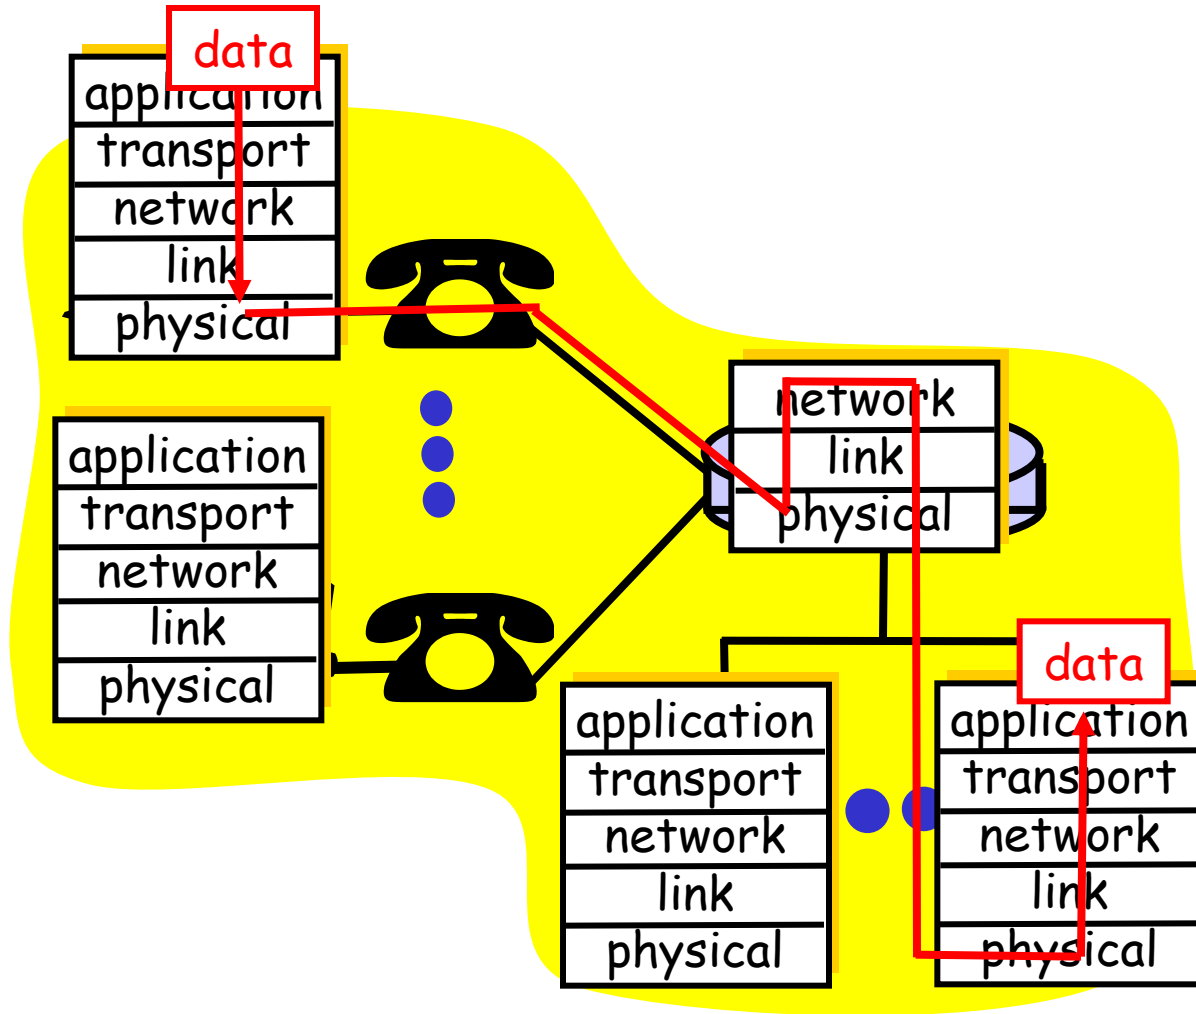 data
application
transport
network
link
physical
application
transport
network
link
physical
network
link
physical
application
transport
network
link
physical
data
application
transport
network
link
physical